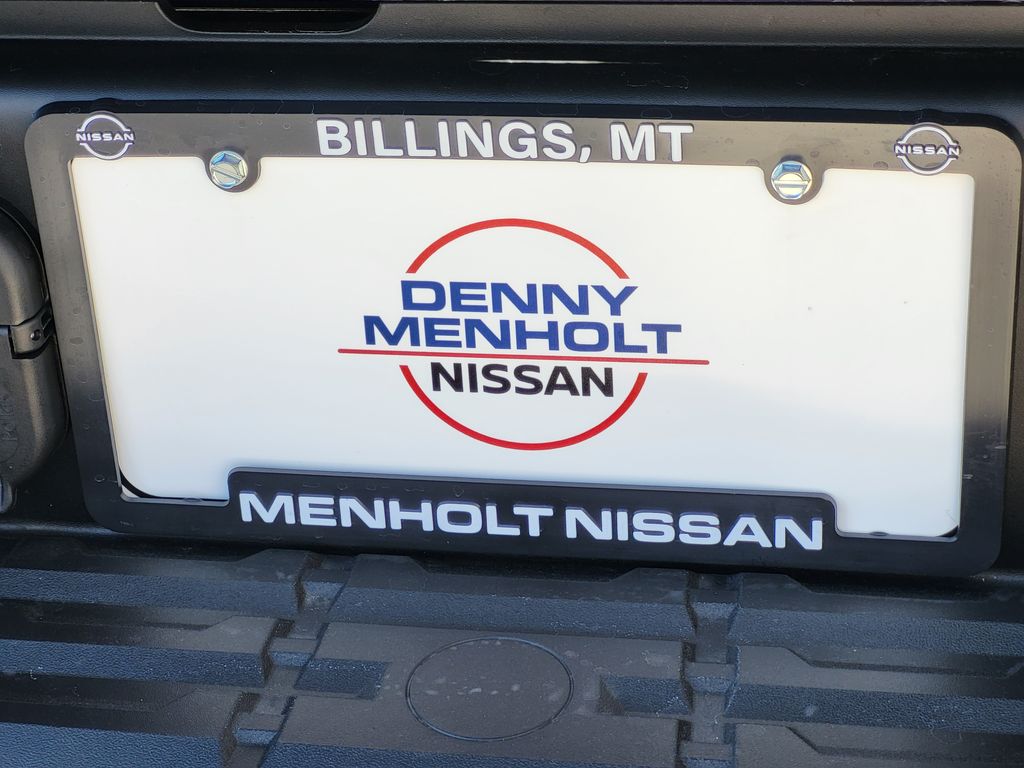 BILLINGS, MT
NISSAN
NISSAN
DENNY
MENHOLT
NISSAN
MENHOLT NISSAN